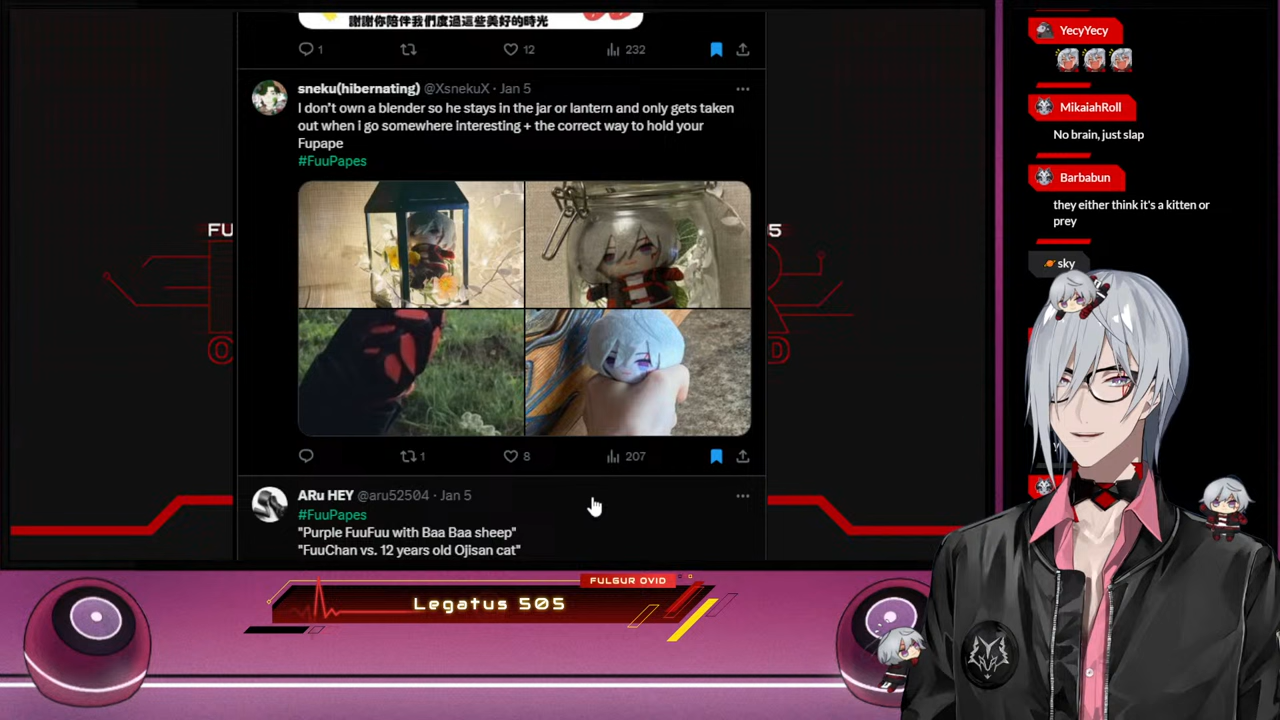 謝謝你陪伴我們度過這些美好的時光
1
12
232
sneku(hibernating) @XsnekuX · Jan 5
I don't own a blender so he stays in the jar or lantern and only gets taken
out when i go somewhere interesting + the correct way to hold your
Fupape
#FuuPapes
1
8
207
ARu HEY @aru52504 · Jan 5
#FuuPapes
"Purple FuuFuu with Baa Baa sheep"
"FuuChan vs. 12 years old Ojisan cat"
FU
5
O
D
YecyYecy
MikaiahRoll
No brain, just slap
Barbabun
they either think it's a kitten or
prey
sky
FULGUR OVID
Legatus 505